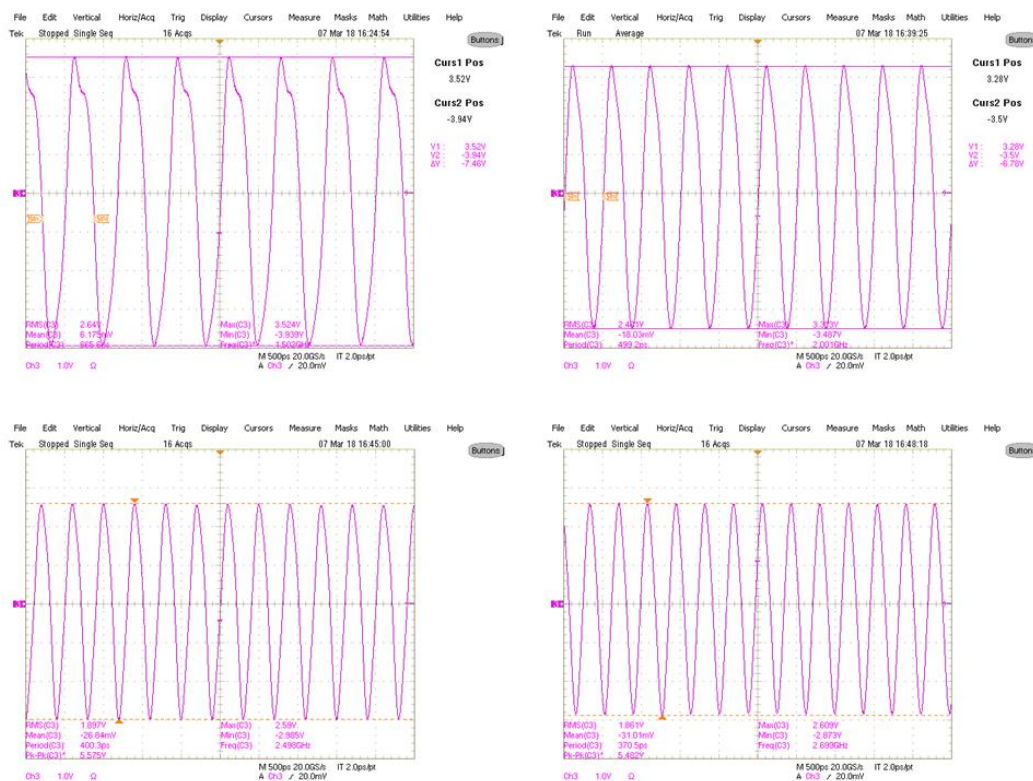 File Edit Vertical Horiz/Acq Trig Display Cursors Measure Masks Math Utilities Help
Tek Stopped Single Seq 16 Acqs 07 Mar 18 16:24:54
Buttons
Curs1 Pos
3.52V
Curs2 Pos
-3.94V
V1 : 3.52V
V2 : -3.94V
ΔV : -7.46V
RMS(C3) 2.64V Max(C3) 3.524V
Mean(C3) 6.175mV Min(C3) -3.939V
Period(C3) 665.6ps Freq(C3)* 1.502GHz
M 500ps 20.0GS/s IT 2.0ps/pt
Ch3 1.0V Ω A Ch3 / 20.0mV
File Edit Vertical Horiz/Acq Trig Display Cursors Measure Masks Math Utilities Help
Tek Run Average 07 Mar 18 16:39:25
Button
Curs1 Pos
3.28V
Curs2 Pos
-3.5V
V1 : 3.28V
V2 : -3.5V
ΔV : -6.78V
RMS(C3) Max(C3)
Mean(C3) -18.03mV Min(C3) -3.487V
Period(C3) 499.2ps Freq(C3)* 2.001GHz
M 500ps 20.0GS/s IT 2.0ps/pt
Ch3 1.0V Ω A Ch3 / 20.0mV
File Edit Vertical Horiz/Acq Trig Display Cursors Measure Masks Math Utilities Help
Tek Stopped Single Seq 16 Acqs 07 Mar 18 16:45:00
Buttons
RMS(C3) 1.897V Max(C3) 2.59V
Mean(C3) -26.84mV Min(C3) -2.985V
Period(C3) 400.3ps Freq(C3) 2.498GHz
Pk-Pk(C3)* 5.575V
M 500ps 20.0GS/s IT 2.0ps/pt
Ch3 1.0V Ω A Ch3 / 20.0mV
File Edit Vertical Horiz/Acq Trig Display Cursors Measure Masks Math Utilities Help
Tek Stopped Single Seq 16 Acqs 07 Mar 18 16:48:18
Button
RMS(C3) 1.861V Max(C3) 2.609V
Mean(C3) -31.01mV Min(C3) -2.873V
Period(C3) 370.5ps Freq(C3) 2.699GHz
Pk-Pk(C3)* 5.482V
M 500ps 20.0GS/s IT 2.0ps/pt
Ch3 1.0V Ω A Ch3 / 20.0mV